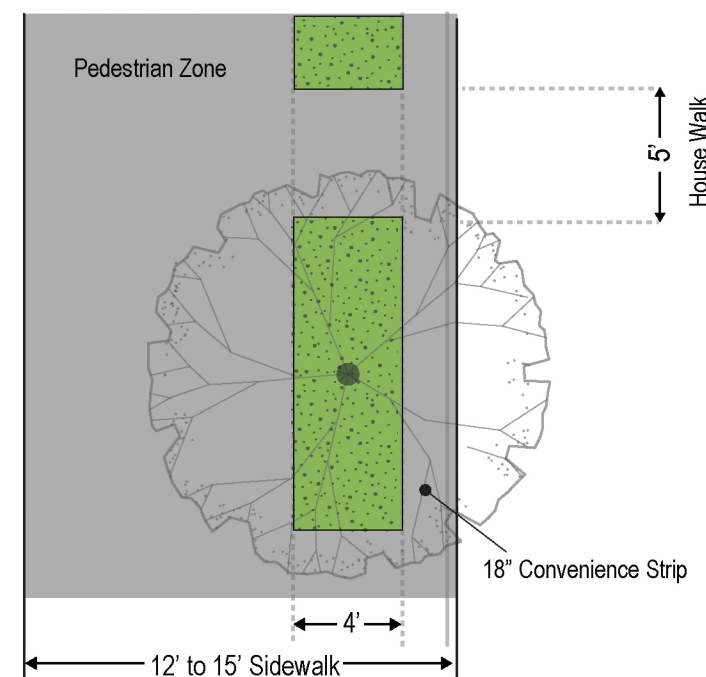 Pedestrian Zone
5’
House Walk
18” Convenience Strip
4’
12’ to 15’ Sidewalk